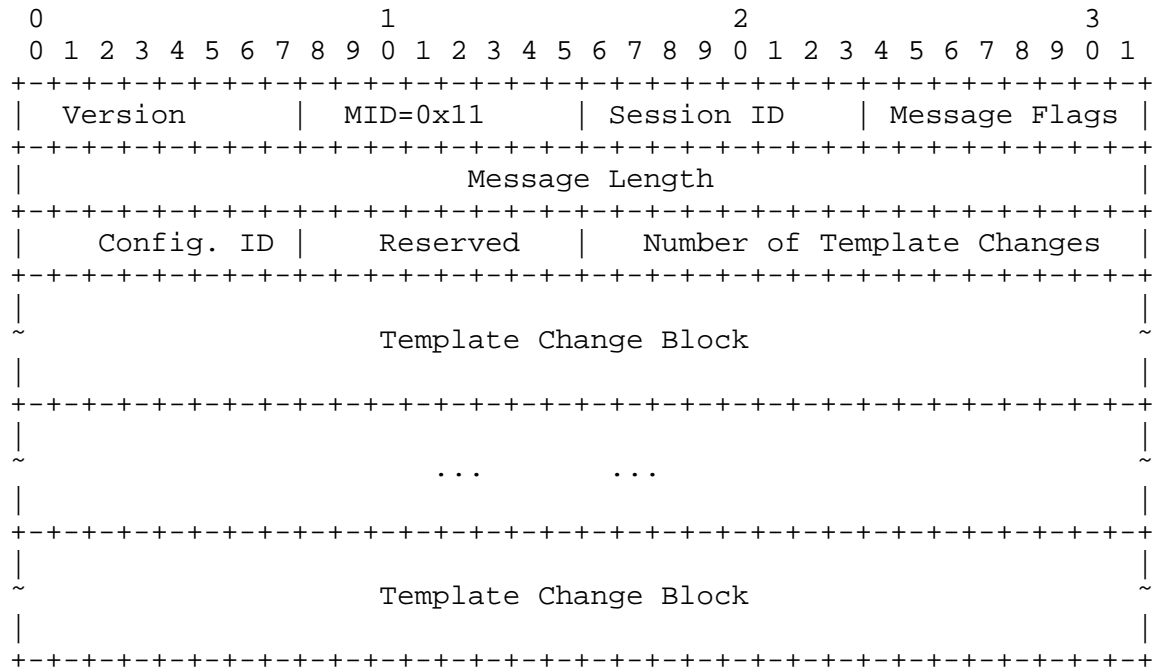 0                   1                   2                   3
 0 1 2 3 4 5 6 7 8 9 0 1 2 3 4 5 6 7 8 9 0 1 2 3 4 5 6 7 8 9 0 1
+-+-+-+-+-+-+-+-+-+-+-+-+-+-+-+-+-+-+-+-+-+-+-+-+-+-+-+-+-+-+-+-+
|  Version      |  MID=0x11     | Session ID    | Message Flags |
+-+-+-+-+-+-+-+-+-+-+-+-+-+-+-+-+-+-+-+-+-+-+-+-+-+-+-+-+-+-+-+-+
|                         Message Length                        |
+-+-+-+-+-+-+-+-+-+-+-+-+-+-+-+-+-+-+-+-+-+-+-+-+-+-+-+-+-+-+-+-+
|    Config. ID |    Reserved   |   Number of Template Changes  |
+-+-+-+-+-+-+-+-+-+-+-+-+-+-+-+-+-+-+-+-+-+-+-+-+-+-+-+-+-+-+-+-+
|                                                               |
~                    Template Change Block                      ~
|                                                               |
+-+-+-+-+-+-+-+-+-+-+-+-+-+-+-+-+-+-+-+-+-+-+-+-+-+-+-+-+-+-+-+-+
|                                                               |
~                       ...       ...                           ~
|                                                               |
+-+-+-+-+-+-+-+-+-+-+-+-+-+-+-+-+-+-+-+-+-+-+-+-+-+-+-+-+-+-+-+-+
|                                                               |
~                    Template Change Block                      ~
|                                                               |
+-+-+-+-+-+-+-+-+-+-+-+-+-+-+-+-+-+-+-+-+-+-+-+-+-+-+-+-+-+-+-+-+